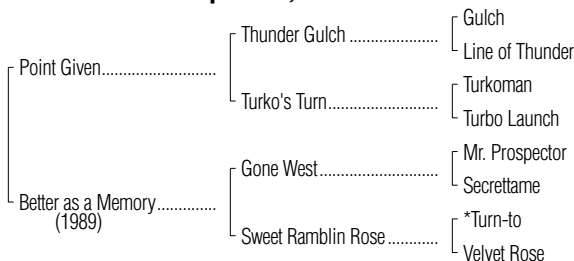 Gulch
Thunder Gulch
Line of Thunder
Point Given
Turkoman
Turko's Turn
Turbo Launch
Mr. Prospector
Gone West
Secrettame
Better as a Memory
(1989)
*Turn-to
Sweet Ramblin Rose
Velvet Rose